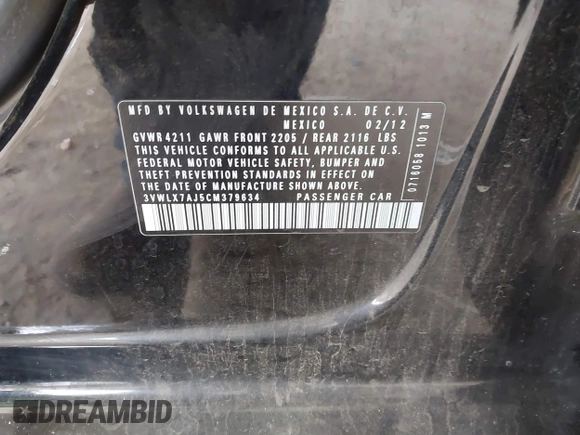 MFD BY VOLKSWAGEN DE MEXICO S.A. DE C.V.
MEXICO 02/12
GVWR 4211 GAWR FRONT 2205 / REAR 2116 LBS
THIS VEHICLE CONFORMS TO ALL APPLICABLE U.S.
FEDERAL MOTOR VEHICLE SAFETY, BUMPER AND
THEFT PREVENTION STANDARDS IN EFFECT ON THE
DATE OF MANUFACTURE SHOWN ABOVE.
3VWLX7AJ5CM379634 PASSENGER CAR
0716058 1013 M
DREAMBID